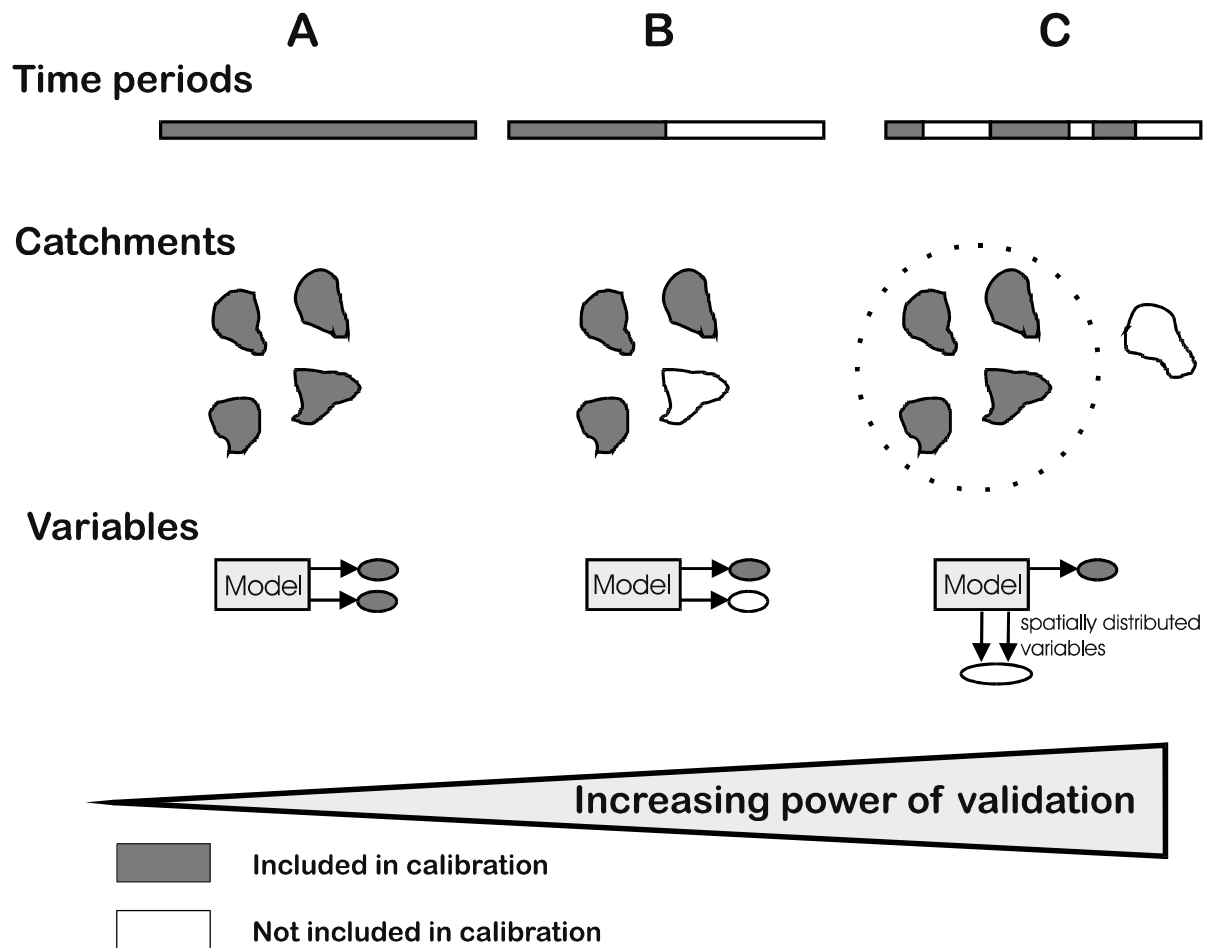 A B C
Time periods
Catchments
Variables
Model Model Model
spatially distributed
variables
Increasing power of validation
Included in calibration
Not included in calibration